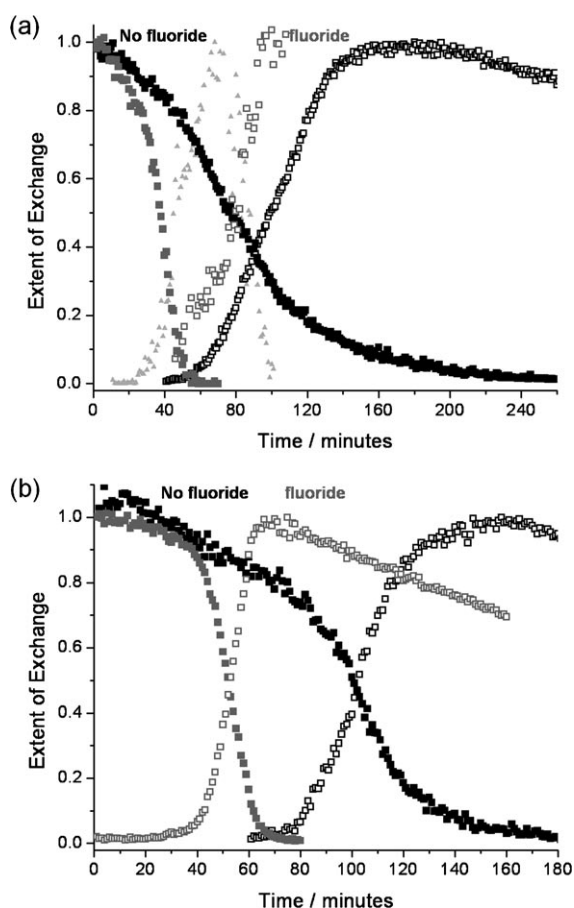 (a)
No fluoride fluoride
1.0
0.8
0.6
0.4
0.2
0.0
Extent of Exchange
0 40 80 120 160 200 240
Time / minutes
(b)
No fluoride fluoride
1.0
0.8
0.6
0.4
0.2
0.0
Extent of Exchange
0 20 40 60 80 100 120 140 160 180
Time / minutes